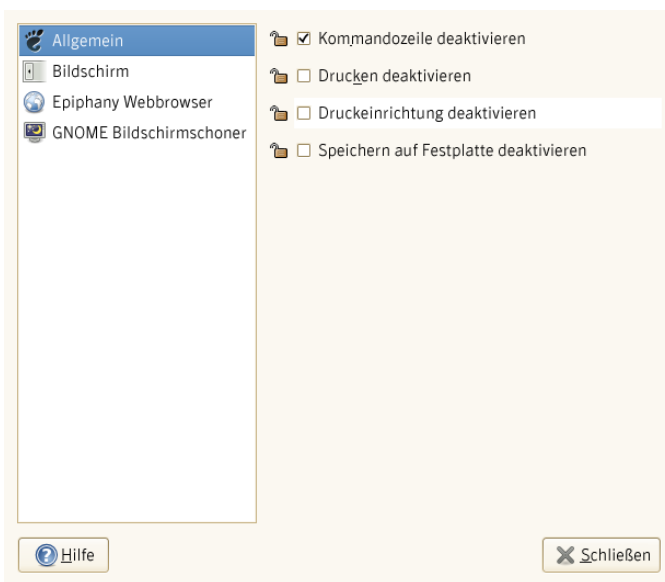 Allgemein
Bildschirm
Epiphany Webbrowser
GNOME Bildschirmschoner
Kommandozeile deaktivieren
Drucken deaktivieren
Druckeinrichtung deaktivieren
Speichern auf Festplatte deaktivieren
Hilfe
Schließen